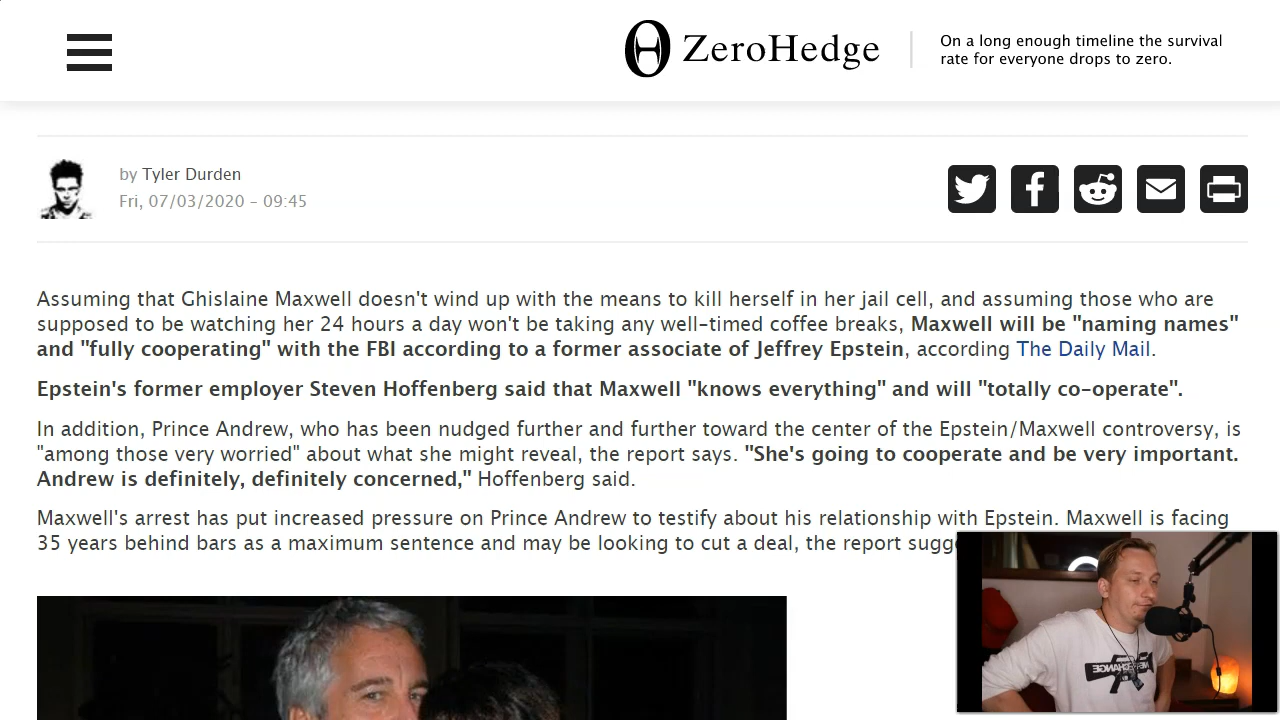 ZeroHedge
On a long enough timeline the survival
rate for everyone drops to zero.
by Tyler Durden
Fri, 07/03/2020 - 09:45
Assuming that Ghislaine Maxwell doesn't wind up with the means to kill herself in her jail cell, and assuming those who are
supposed to be watching her 24 hours a day won't be taking any well-timed coffee breaks, Maxwell will be "naming names"
and "fully cooperating" with the FBI according to a former associate of Jeffrey Epstein, according The Daily Mail.
Epstein's former employer Steven Hoffenberg said that Maxwell "knows everything" and will "totally co-operate".
In addition, Prince Andrew, who has been nudged further and further toward the center of the Epstein/Maxwell controversy, is
"among those very worried" about what she might reveal, the report says. "She's going to cooperate and be very important.
Andrew is definitely, definitely concerned," Hoffenberg said.
Maxwell's arrest has put increased pressure on Prince Andrew to testify about his relationship with Epstein. Maxwell is facing
35 years behind bars as a maximum sentence and may be looking to cut a deal, the report